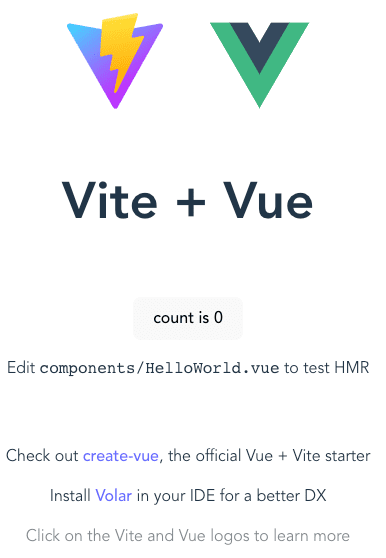 Vite + Vue
count is 0
Edit components/HelloWorld.vue to test HMR
Check out create-vue, the official Vue + Vite starter
Install Volar in your IDE for a better DX
Click on the Vite and Vue logos to learn more